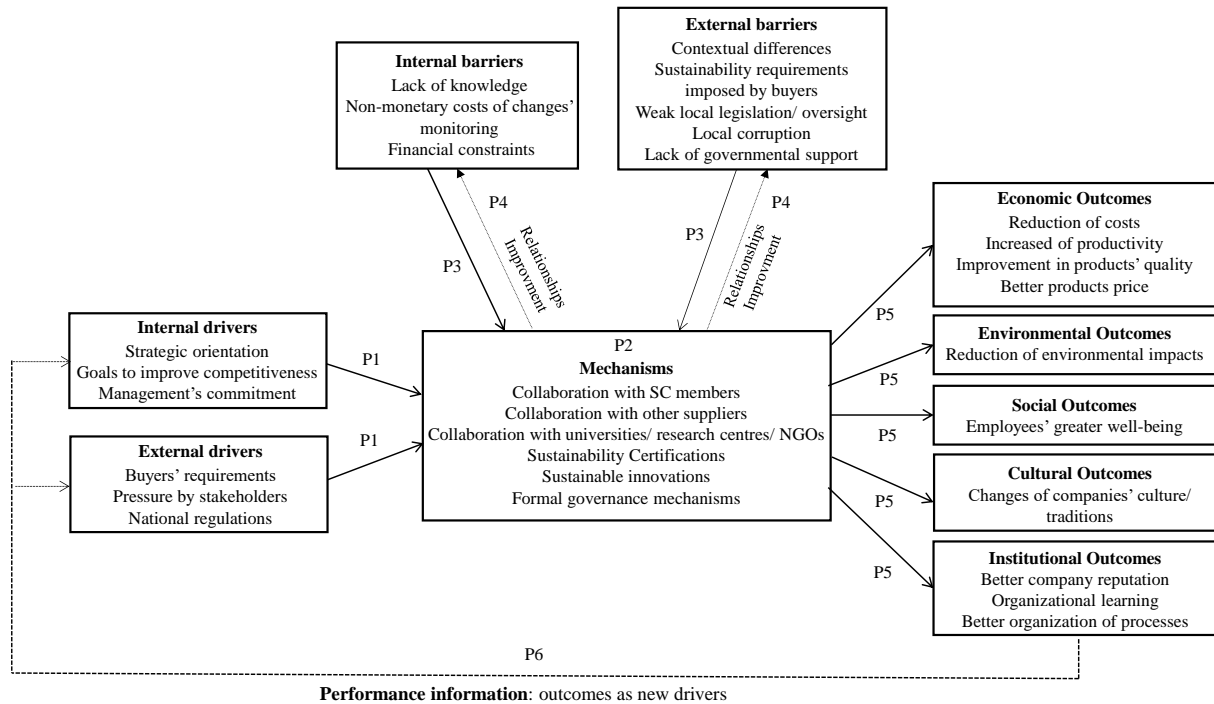 External barriers
Contextual differences
Sustainability requirements
imposed by buyers
Weak local legislation/ oversight
Local corruption
Lack of governmental support
Internal barriers
Lack of knowledge
Non-monetary costs of changes’
monitoring
Financial constraints
P4
Relationships
Improvment
P3
P4
Relationships
Improvment
P3
Internal drivers
Strategic orientation
Goals to improve competitiveness
Management’s commitment
P1
External drivers
Buyers’ requirements
Pressure by stakeholders
National regulations
P1
P2
Mechanisms
Collaboration with SC members
Collaboration with other suppliers
Collaboration with universities/ research centres/ NGOs
Sustainability Certifications
Sustainable innovations
Formal governance mechanisms
P5
P5
P5
P5
P5
Economic Outcomes
Reduction of costs
Increased of productivity
Improvement in products’ quality
Better products price
Environmental Outcomes
Reduction of environmental impacts
Social Outcomes
Employees’ greater well-being
Cultural Outcomes
Changes of companies’ culture/
traditions
Institutional Outcomes
Better company reputation
Organizational learning
Better organization of processes
P6
Performance information: outcomes as new drivers